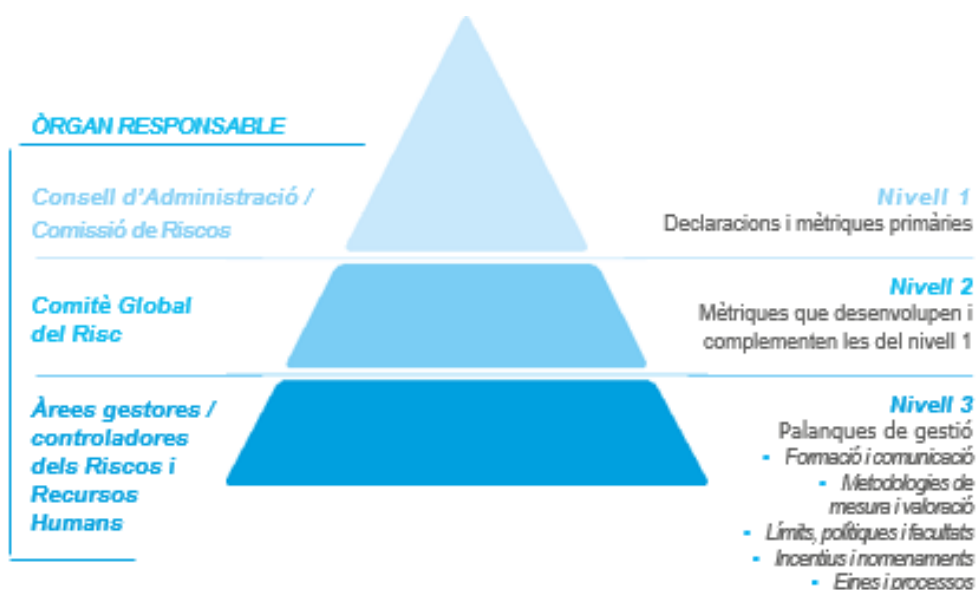 ÒRGAN RESPONSABLE
Consell d'Administració /
Comissió de Riscos
Nivell 1
Declaracions i mètriques primàries
Comitè Global
del Risc
Nivell 2
Mètriques que desenvolupen i
complementen les del nivell 1
Àrees gestores /
controladores
dels Riscos i
Recursos
Humans
Nivell 3
Palanques de gestió
- Formació i comunicació
- Metodologies de
mesura i valoració
- Límits, polítiques i facultats
- Incentius i nomenaments
- Eines i processos